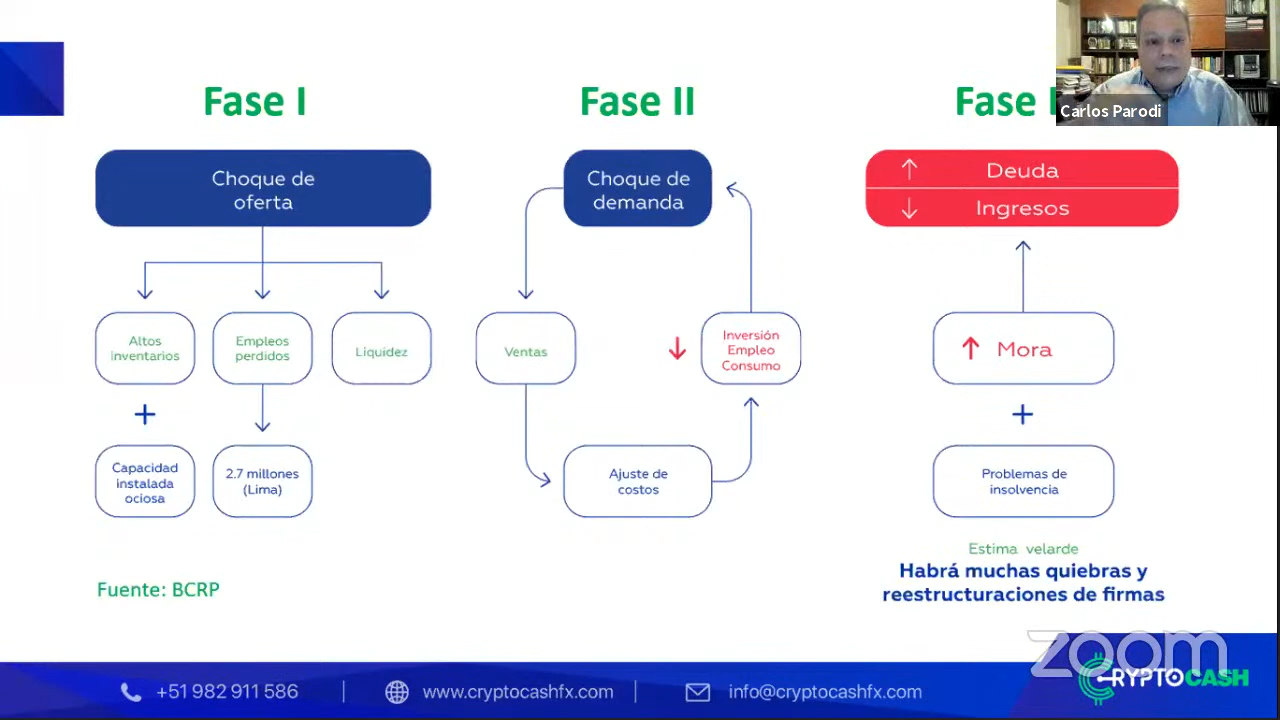 Fase I
Fase II
Fase
Carlos Parodi
Choque de
oferta
Altos
inventarios
Empleos
perdidos
Liquidez
+
Capacidad
instalada
ociosa
2.7 millones
(Lima)
Choque de
demanda
Ventas
Inversión
Empleo
Consumo
Ajuste de
costos
Deuda
Ingresos
Mora
+
Problemas de
insolvencia
Estima velarde
Habrá muchas quiebras y
reestructuraciones de firmas
Fuente: BCRP
zoom
+51 982 911 586
www.cryptocashfx.com
info@cryptocashfx.com
CRYPTOCASH